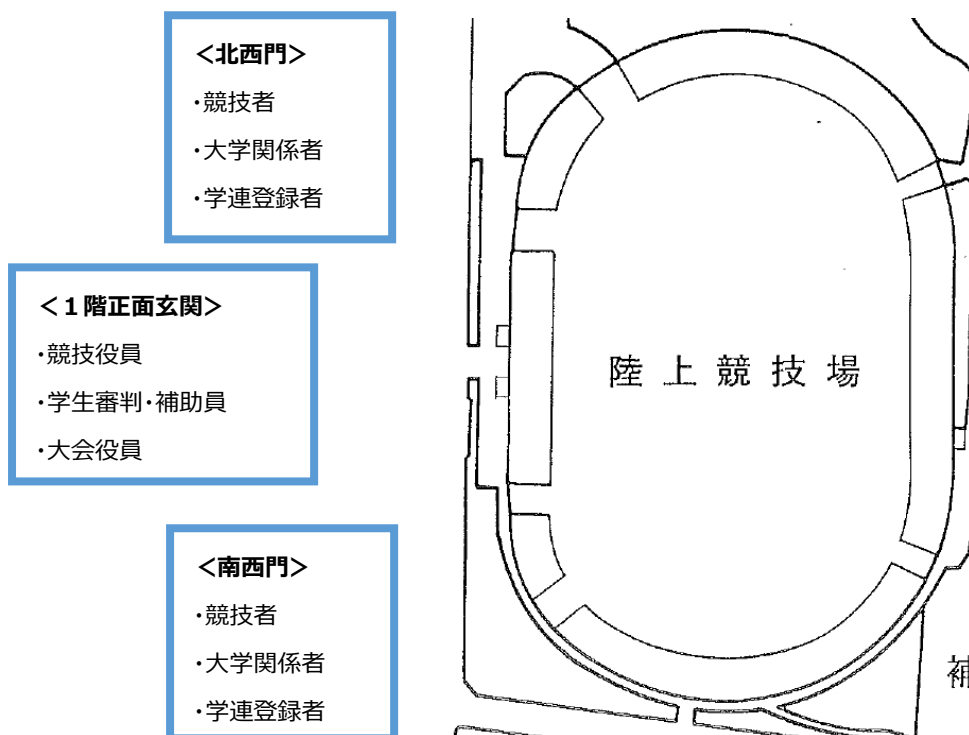 <北西門>
・競技者
・大学関係者
・学連登録者
<１階正面玄関>
・競技役員
・学生審判・補助員
・大会役員
陸上競技場
<南西門>
・競技者
・大学関係者
・学連登録者
補